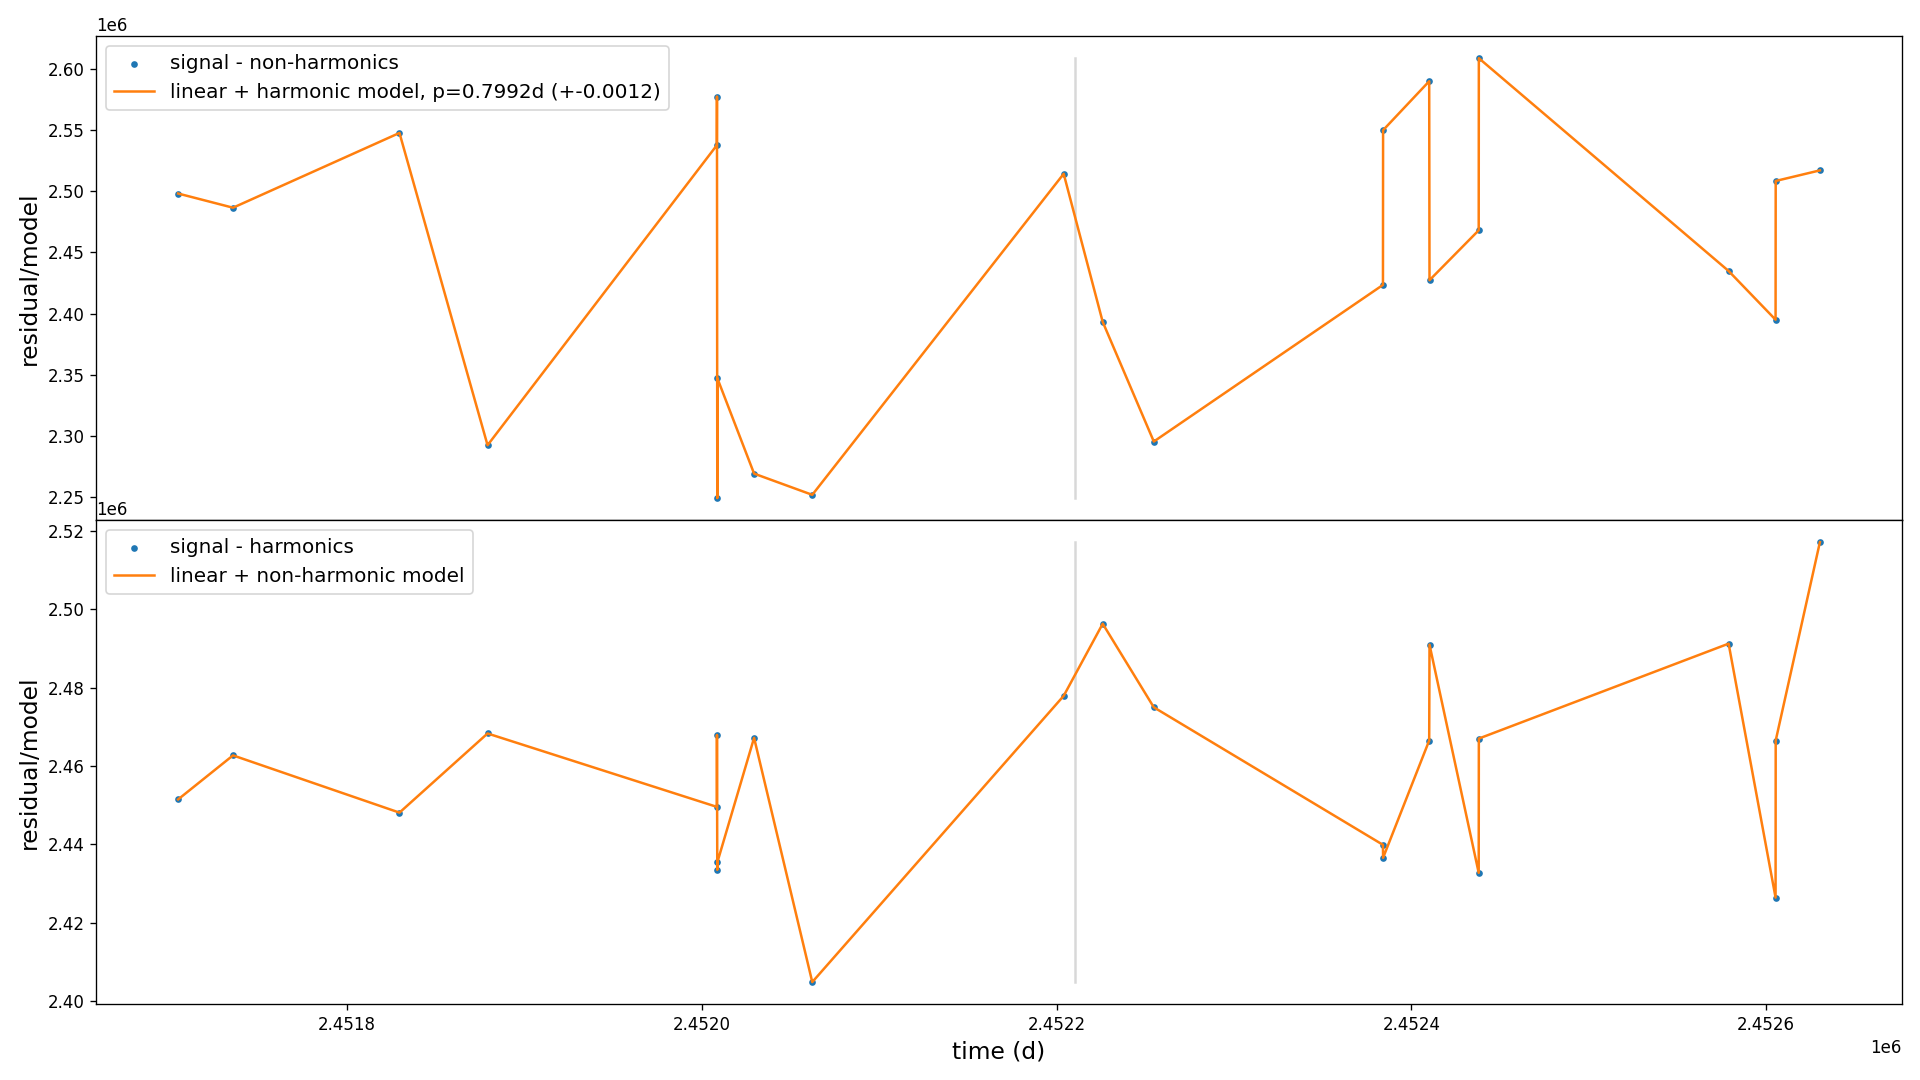 1e6
signal - non-harmonics
linear + harmonic model, p=0.7992d (+-0.0012)
2.60
2.55
2.50
2.45
2.40
2.35
2.30
2.25
residual/model
1e6
signal - harmonics
linear + non-harmonic model
2.52
2.50
2.48
2.46
2.44
2.42
2.40
residual/model
2.4518
2.4520
2.4522
2.4524
2.4526
time (d)
1e6